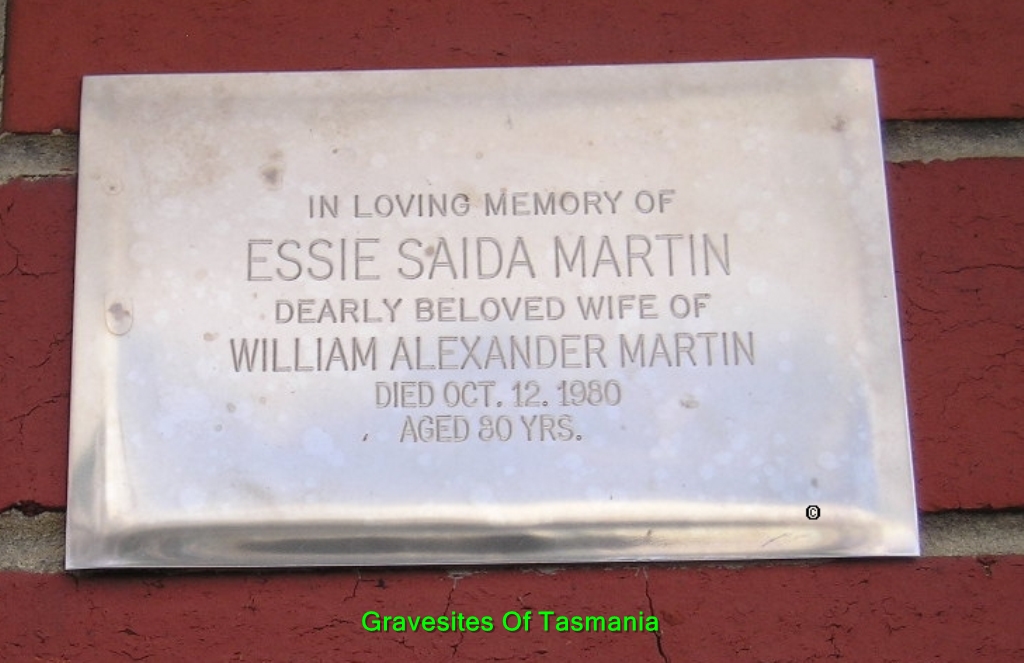 IN LOVING MEMORY OF
ESSIE SAIDA MARTIN
DEARLY BELOVED WIFE OF
WILLIAM ALEXANDER MARTIN
DIED OCT. 12. 1980
AGED 80 YRS.
©
Gravesites Of Tasmania